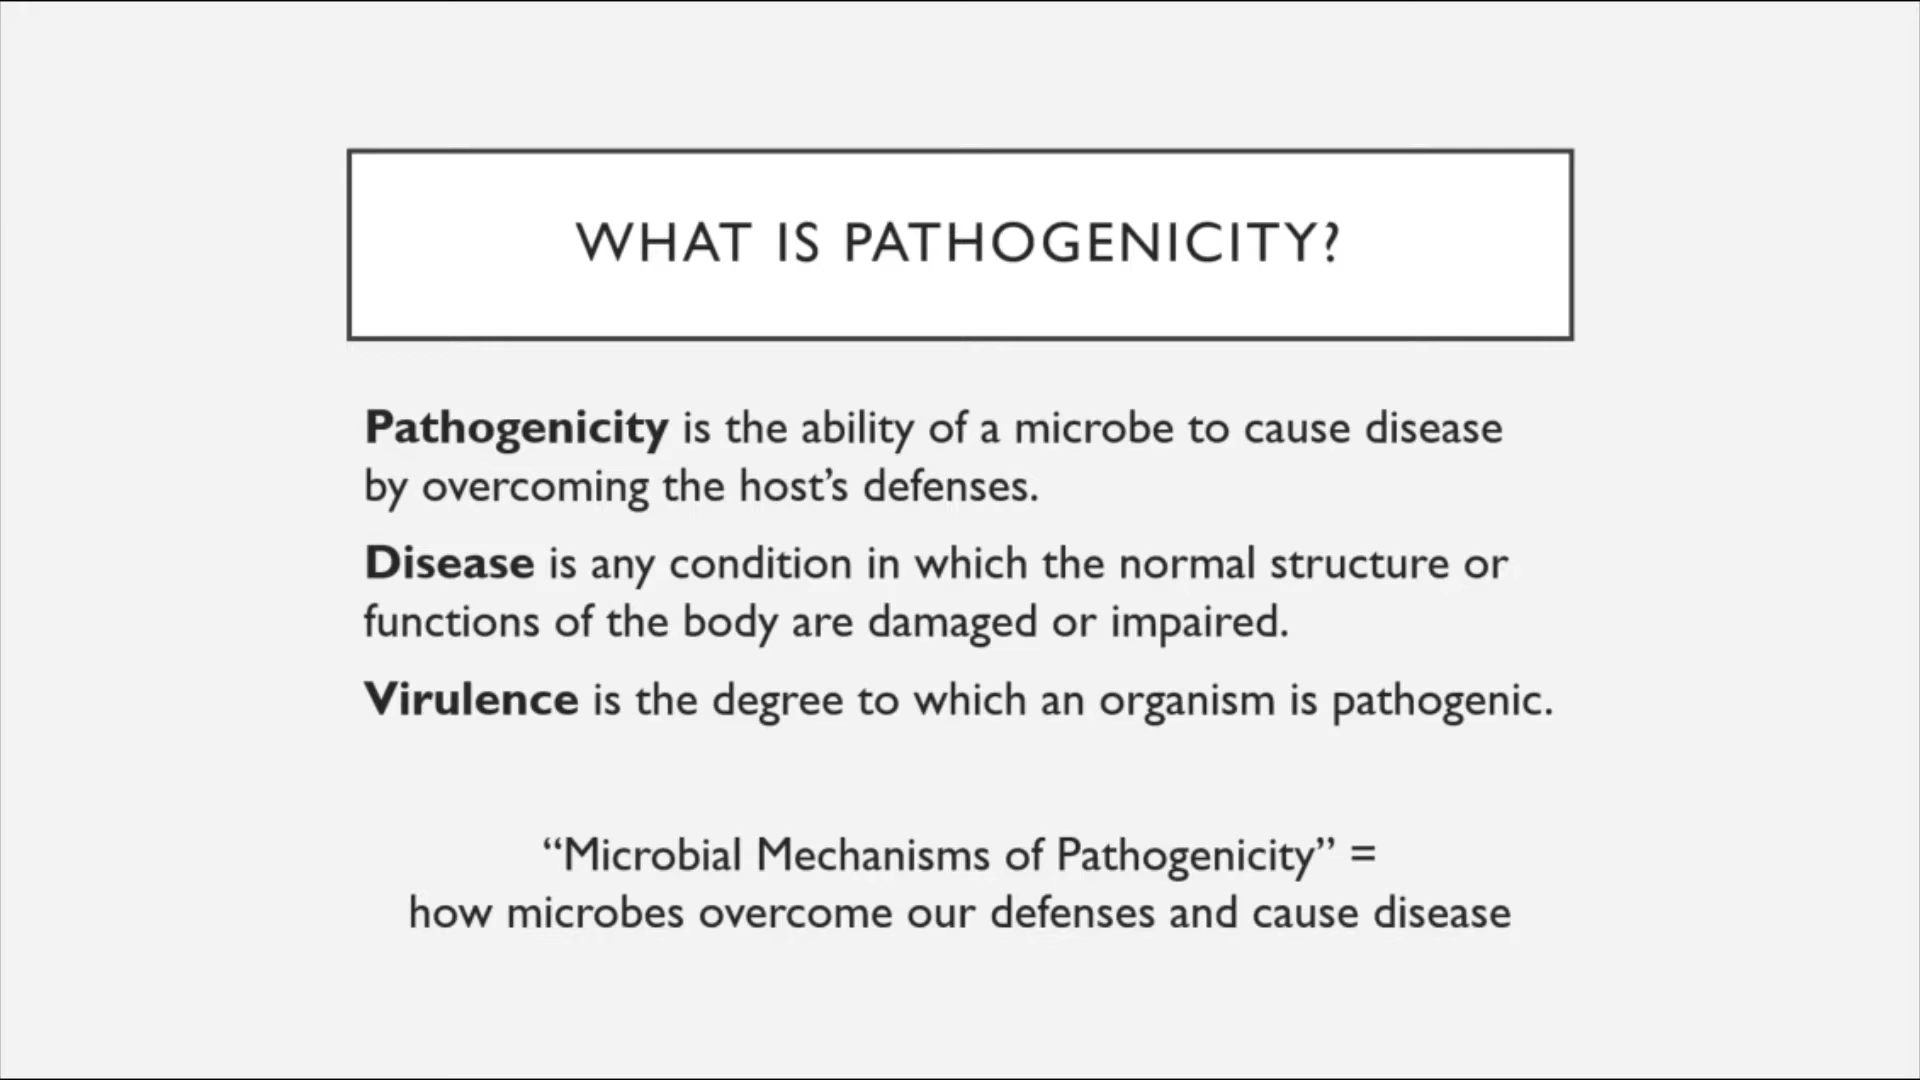 WHAT IS PATHOGENICITY?
Pathogenicity is the ability of a microbe to cause disease
by overcoming the host’s defenses.
Disease is any condition in which the normal structure or
functions of the body are damaged or impaired.
Virulence is the degree to which an organism is pathogenic.
“Microbial Mechanisms of Pathogenicity” =
how microbes overcome our defenses and cause disease